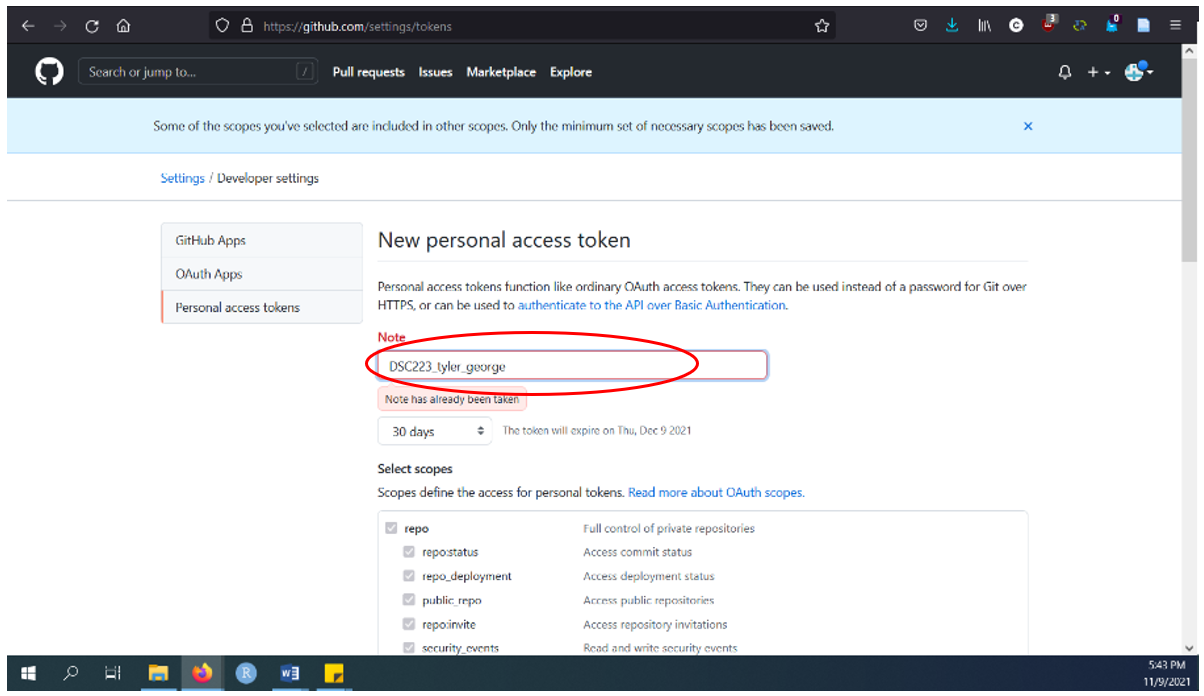 https://github.com/settings/tokens
3
0
Search or jump to... /
Pull requests Issues Marketplace Explore
Some of the scopes you've selected are included in other scopes. Only the minimum set of necessary scopes has been saved.
Settings / Developer settings
GitHub Apps
OAuth Apps
Personal access tokens
New personal access token
Personal access tokens function like ordinary OAuth access tokens. They can be used instead of a password for Git over
HTTPS, or can be used to authenticate to the API over Basic Authentication.
Note
DSC223_tyler_george
Note has already been taken
30 days The token will expire on Thu, Dec 9 2021
Select scopes
Scopes define the access for personal tokens. Read more about OAuth scopes.
repo Full control of private repositories
repo:status Access commit status
repo_deployment Access deployment status
public_repo Access public repositories
repo:invite Access repository invitations
security_events Read and write security events
5:43 PM
11/9/2021